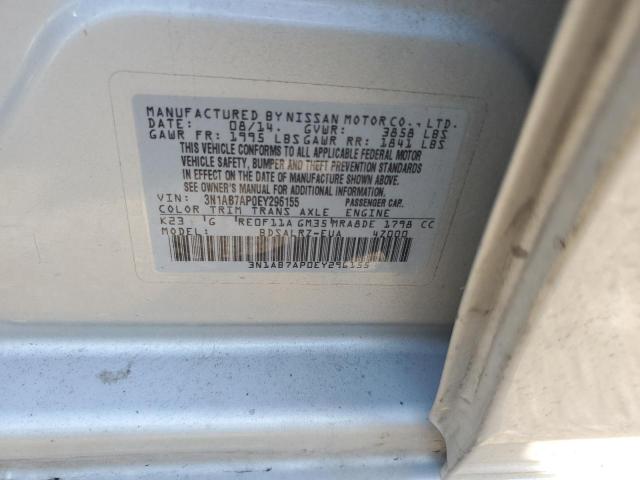 MANUFACTURED BY NISSAN MOTOR CO., LTD.
DATE: 08/14. GVWR: 3858 LBS
GAWR FR: 1995 LBS GAWR RR: 1841 LBS
THIS VEHICLE CONFORMS TO ALL APPLICABLE FEDERAL MOTOR
VEHICLE SAFETY, BUMPER AND THEFT PREVENTION STANDARDS
IN EFFECT ON THE DATE OF MANUFACTURE SHOWN ABOVE.
SEE OWNER'S MANUAL FOR ADDITIONAL INFORMATION.
VIN: 3N1AB7AP0EY296155 PASSENGER CAR.
COLOR TRIM TRANS AXLE ENGINE
K23 G RE0F11A GM35 MRA8DE 1798 CC
MODEL: BDSALR7-EUA 47000
3N1AB7AP0EY296155